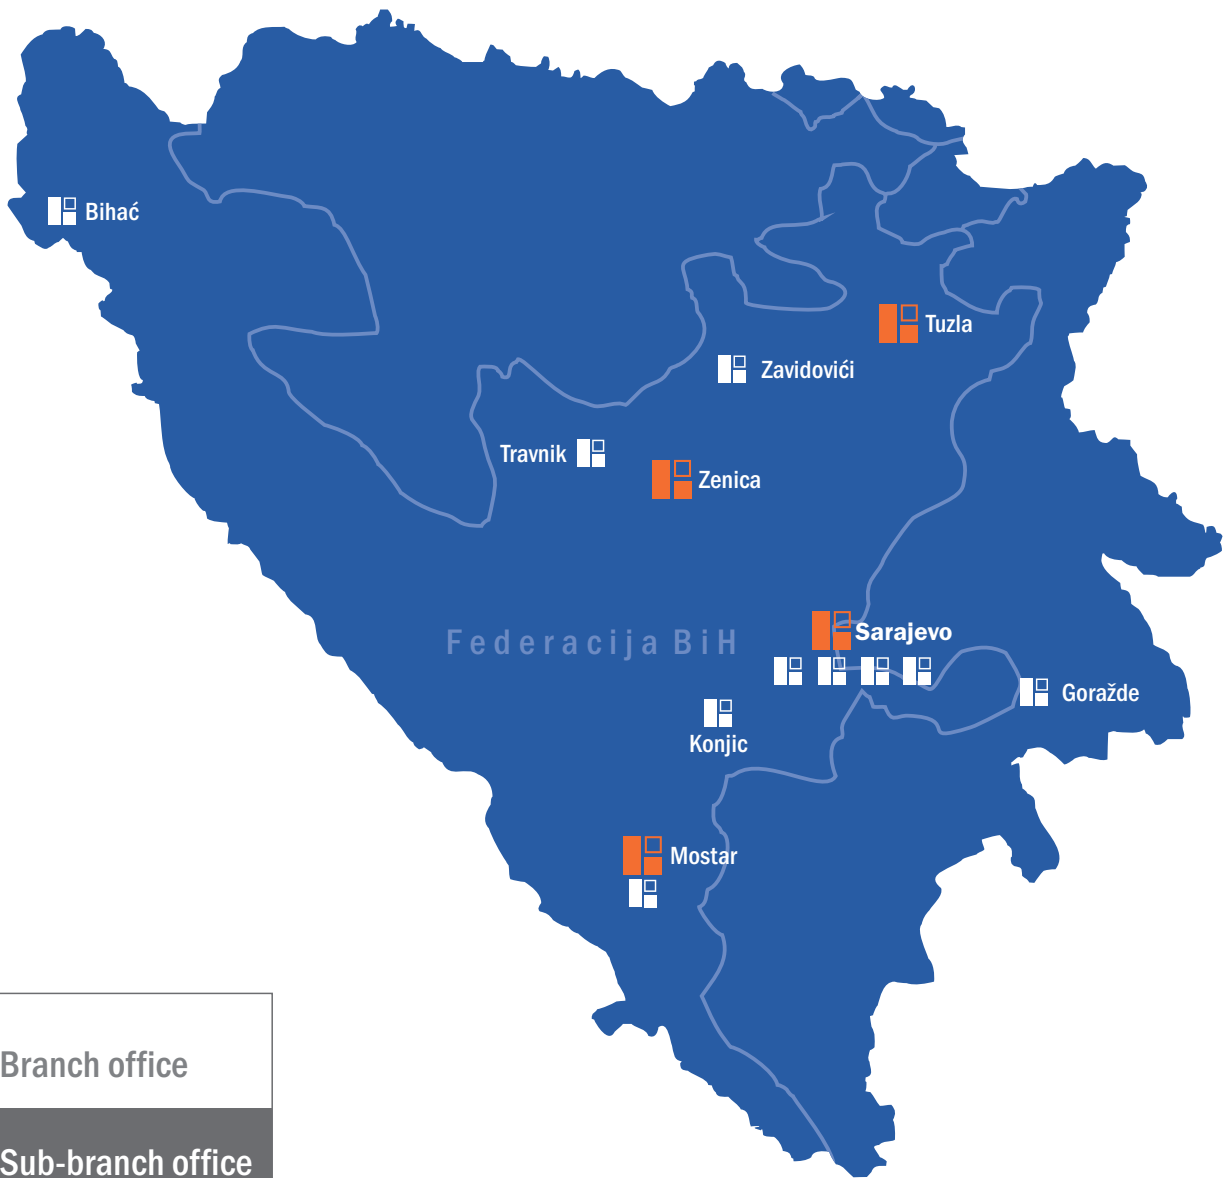 Bihać
Tuzla
Zavidovići
Travnik
Zenica
Federacija BiH
Sarajevo
Goražde
Konjic
Mostar
Branch office
Sub-branch office